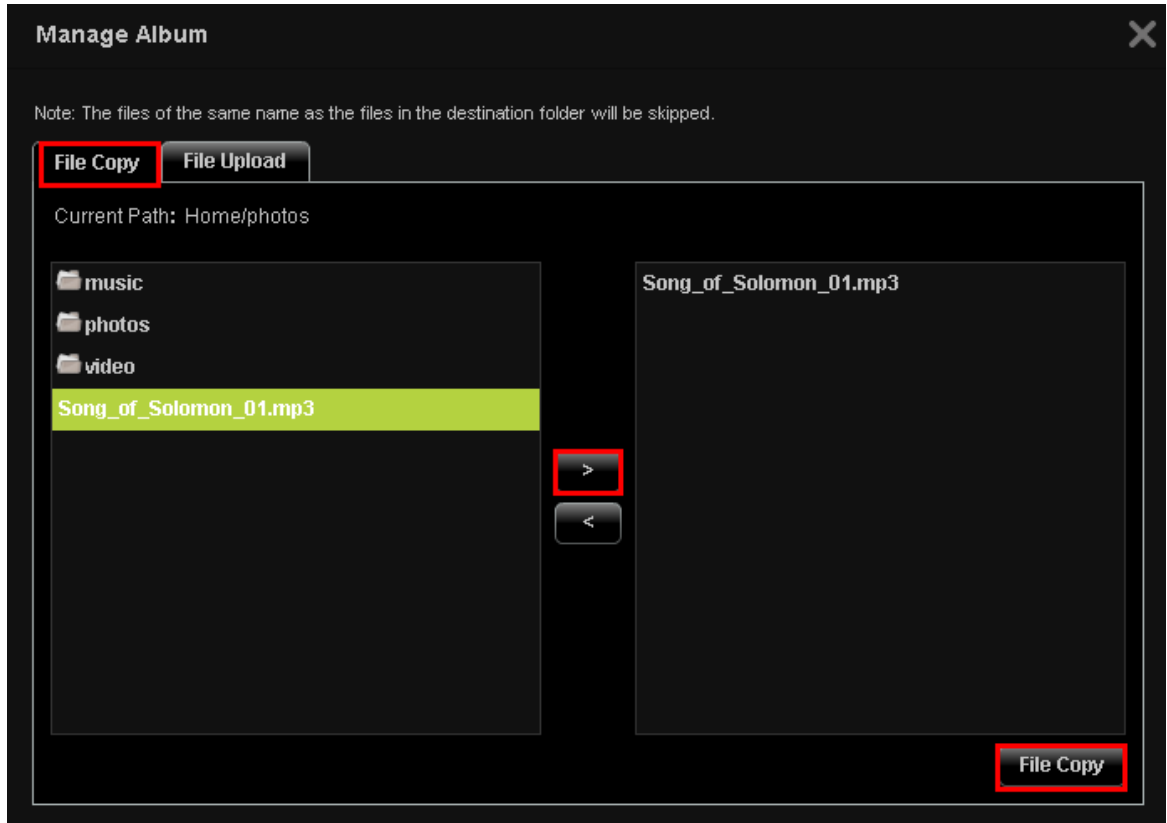 Manage Album
Note: The files of the same name as the files in the destination folder will be skipped.
File Copy
File Upload
Current Path: Home/photos
music
photos
video
Song_of_Solomon_01.mp3
>
<
Song_of_Solomon_01.mp3
File Copy